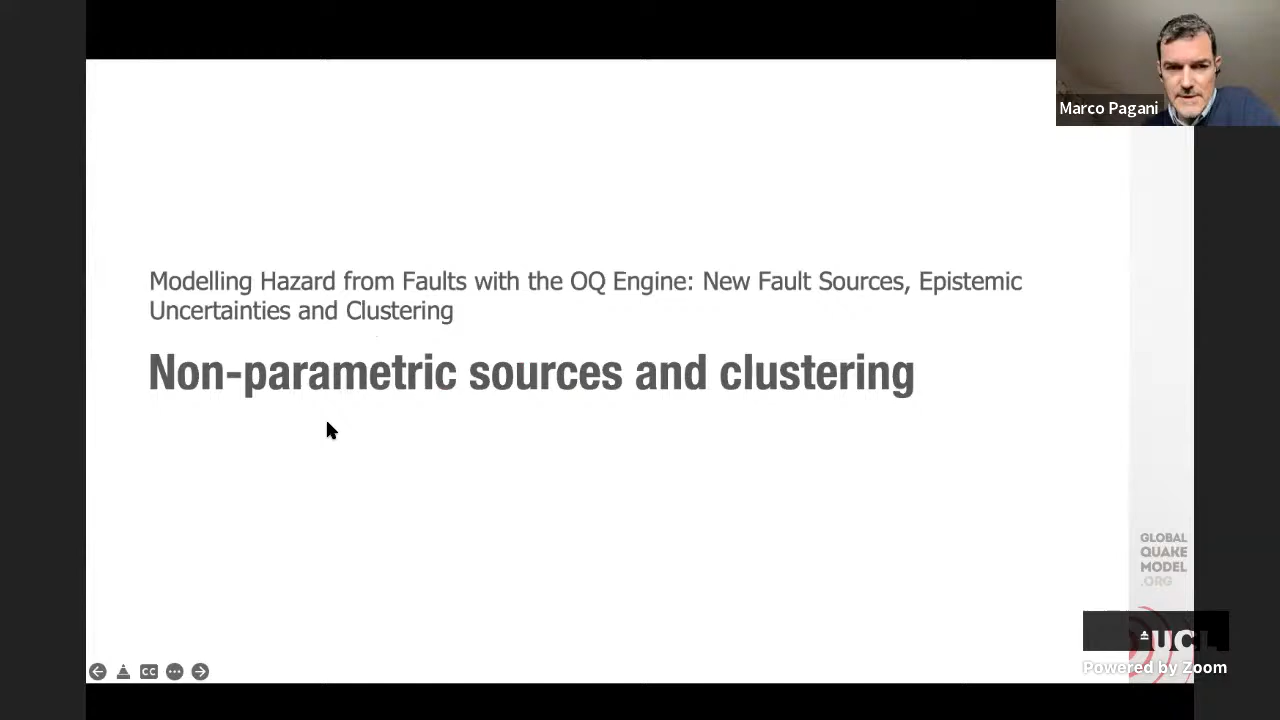 Marco Pagani
Modelling Hazard from Faults with the OQ Engine: New Fault Sources, Epistemic
Uncertainties and Clustering
Non-parametric sources and clustering
GLOBAL
QUAKE
MODEL
.ORG
UCL
Powered by Zoom
CC